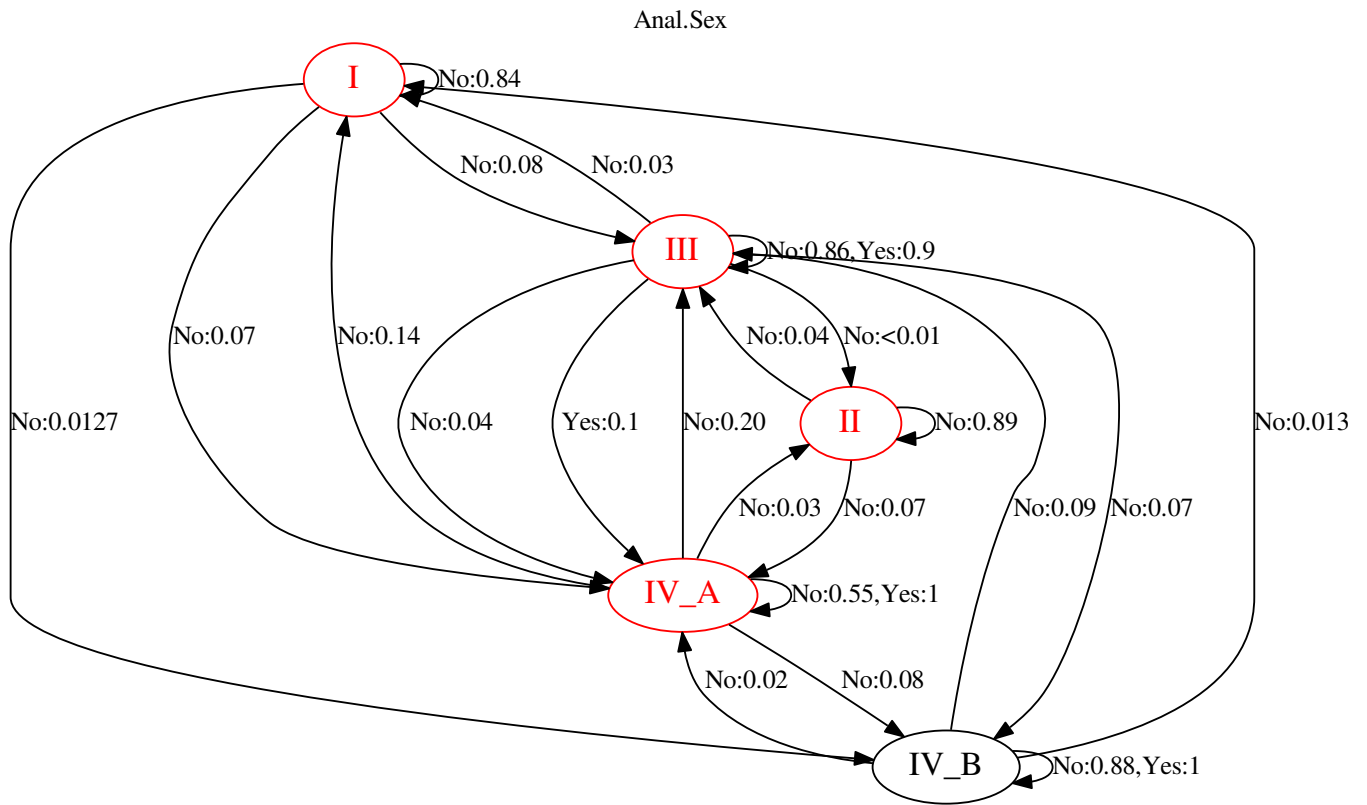 Anal.Sex
I
No:0.84
No:0.08
No:0.03
III
No:0.86,Yes:0.9
No:0.07
No:0.14
No:0.04
No:<0.01
No:0.0127
No:0.04
Yes:0.1
No:0.20
II
No:0.89
No:0.013
No:0.03
No:0.07
No:0.09
No:0.07
IV_A
No:0.55,Yes:1
No:0.02
No:0.08
IV_B
No:0.88,Yes:1